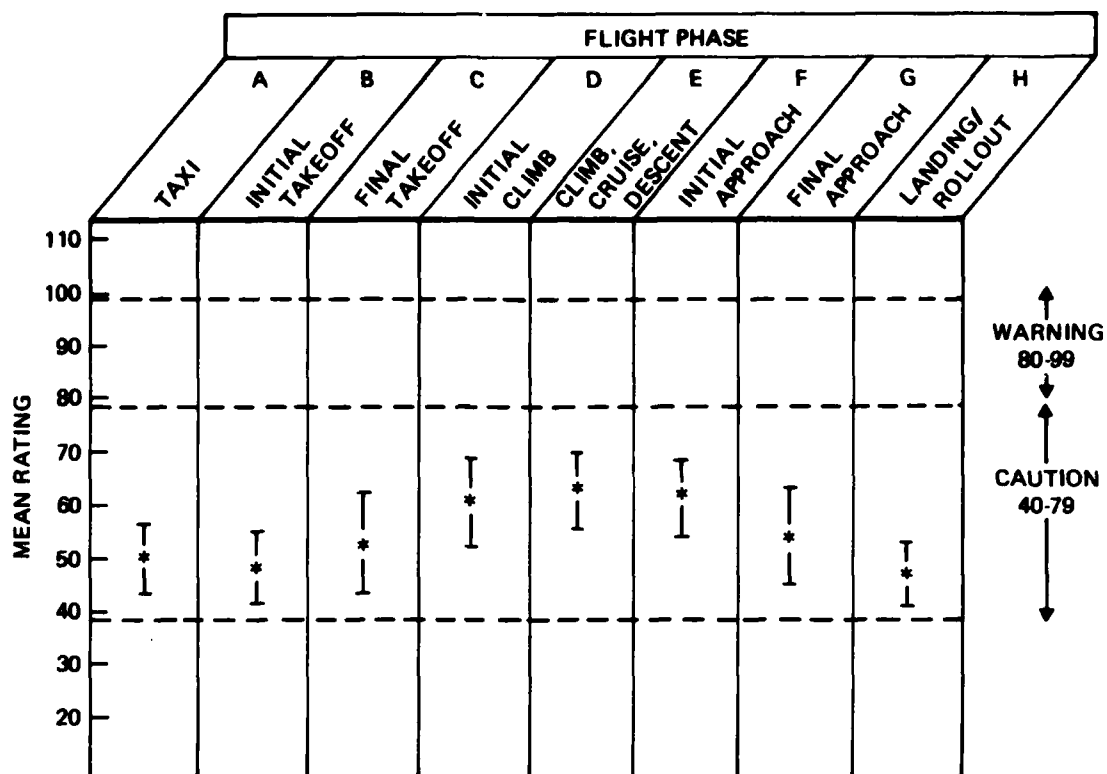 FLIGHT PHASE
A B C D E F G H
TAXI
INITIAL
TAKEOFF
FINAL
TAKEOFF
INITIAL
CLIMB
CLIMB,
CRUISE,
DESCENT
INITIAL
APPROACH
FINAL
APPROACH
LANDING/
ROLLOUT
MEAN RATING
110
100
90
80
70
60
50
40
30
20
WARNING
80-99
CAUTION
40-79